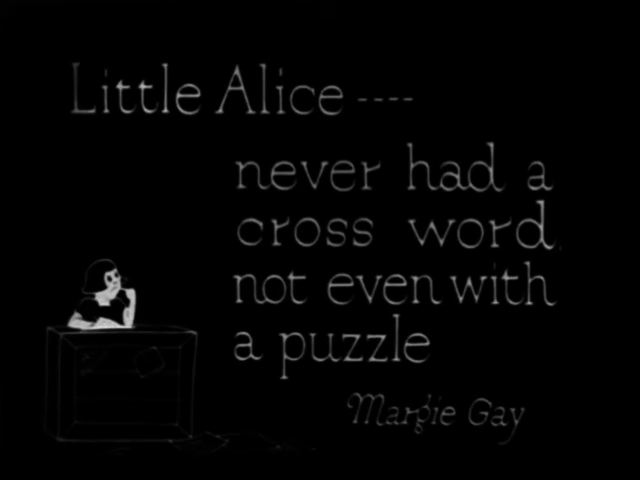 Little Alice ----
never had a
cross word.
not even with
a puzzle
Margie Gay